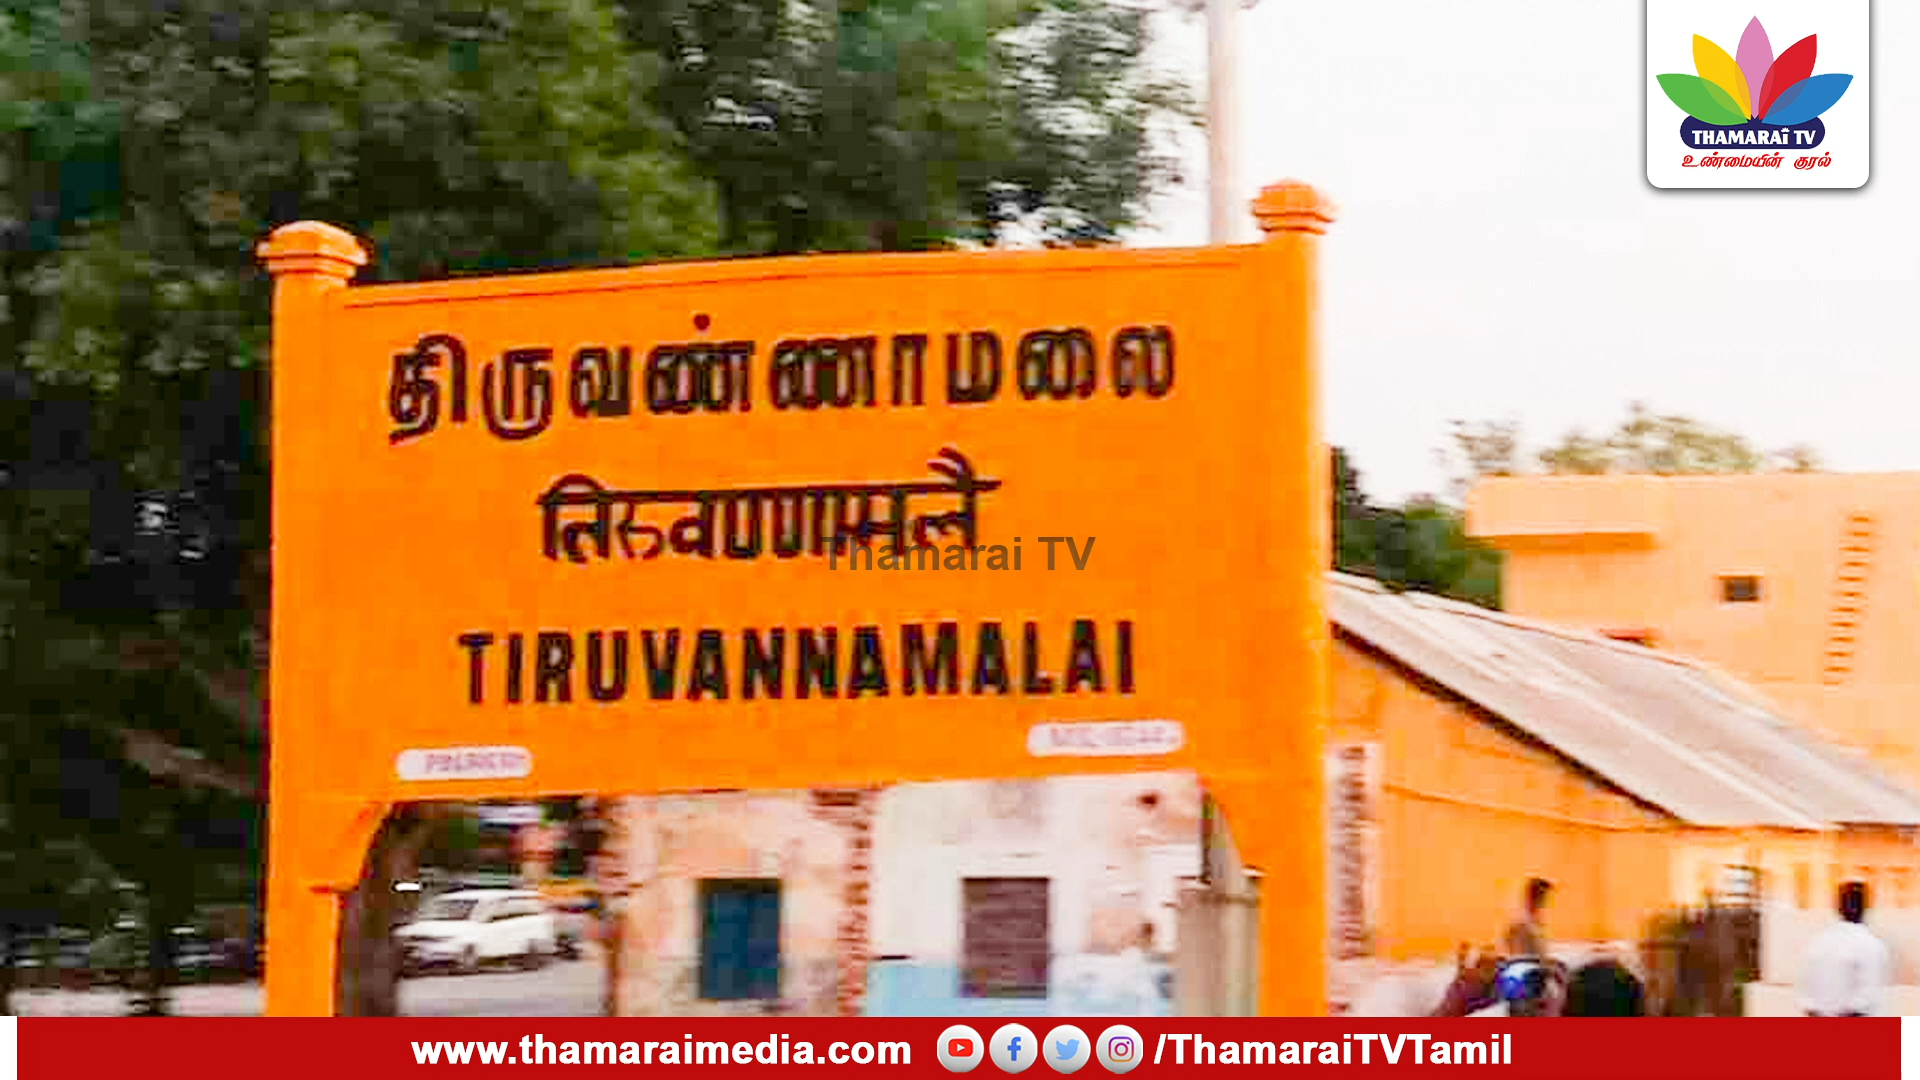 THAMARAI TV
உண்மையின் குரல்
திருவண்ணாமலை
तिरुवण्णामलै
Thamarai TV
TIRUVANNAMALAI
www.thamaraimedia.com /ThamaraiTVTamil